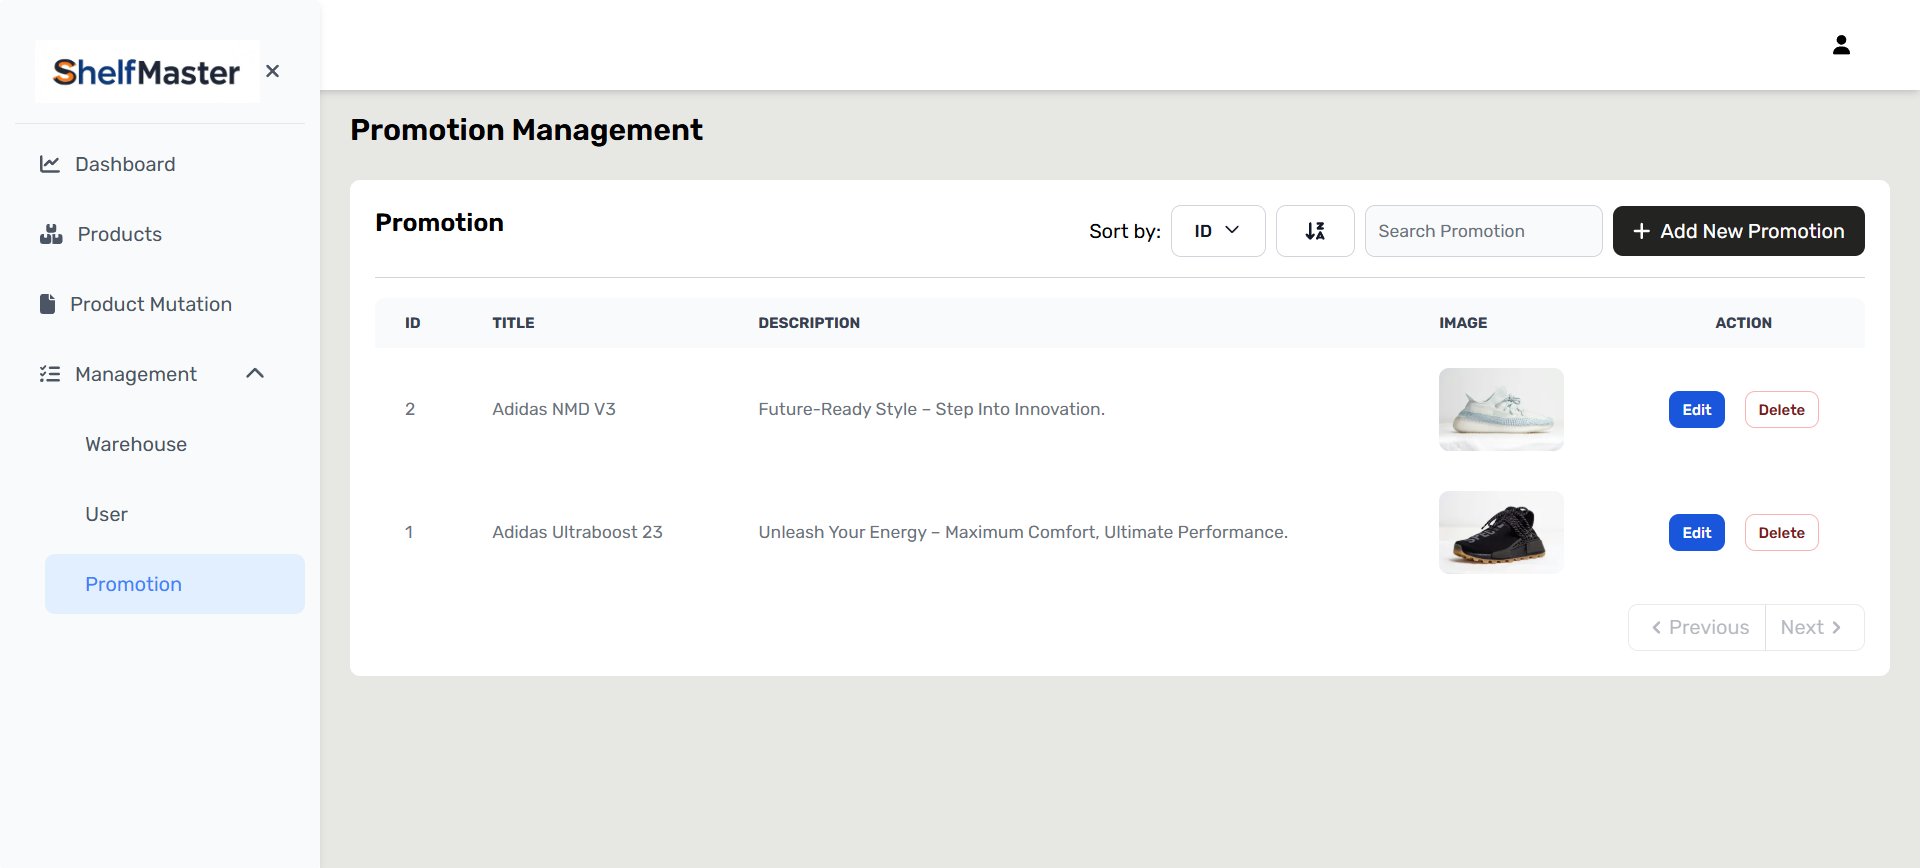 ShelfMaster
Dashboard
Products
Product Mutation
Management
Warehouse
User
Promotion
Promotion Management
Promotion
Sort by:
ID
Search Promotion
Add New Promotion
ID TITLE DESCRIPTION IMAGE ACTION
2 Adidas NMD V3 Future-Ready Style – Step Into Innovation. Edit Delete
1 Adidas Ultraboost 23 Unleash Your Energy – Maximum Comfort, Ultimate Performance. Edit Delete
Previous Next